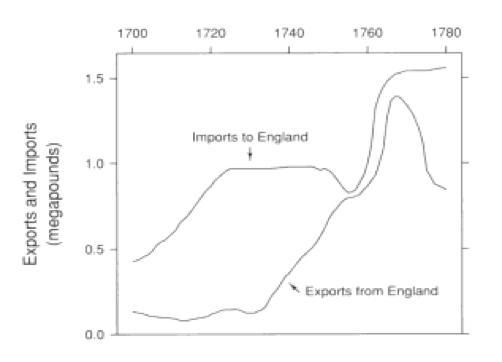 1700 1720 1740 1760 1780
Exports and Imports
(megapounds)
1.5
1.0
0.5
0.0
Imports to England
Exports from England